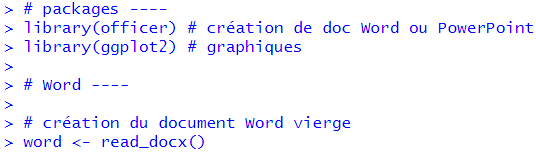 > # packages ----
> library(officer) # création de doc Word ou PowerPoint
> library(ggplot2) # graphiques
>
> # Word ----
>
> # création du document Word vierge
> word <- read_docx()